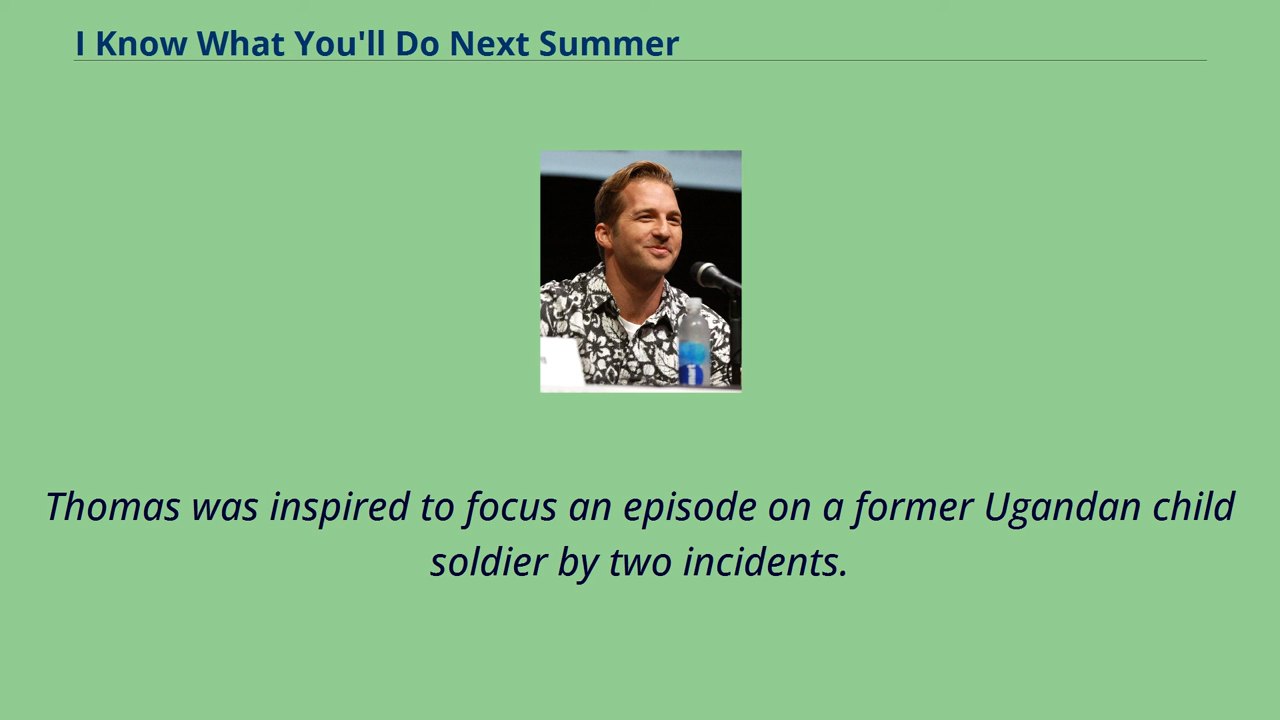 I Know What You'll Do Next Summer
Thomas was inspired to focus an episode on a former Ugandan child
soldier by two incidents.